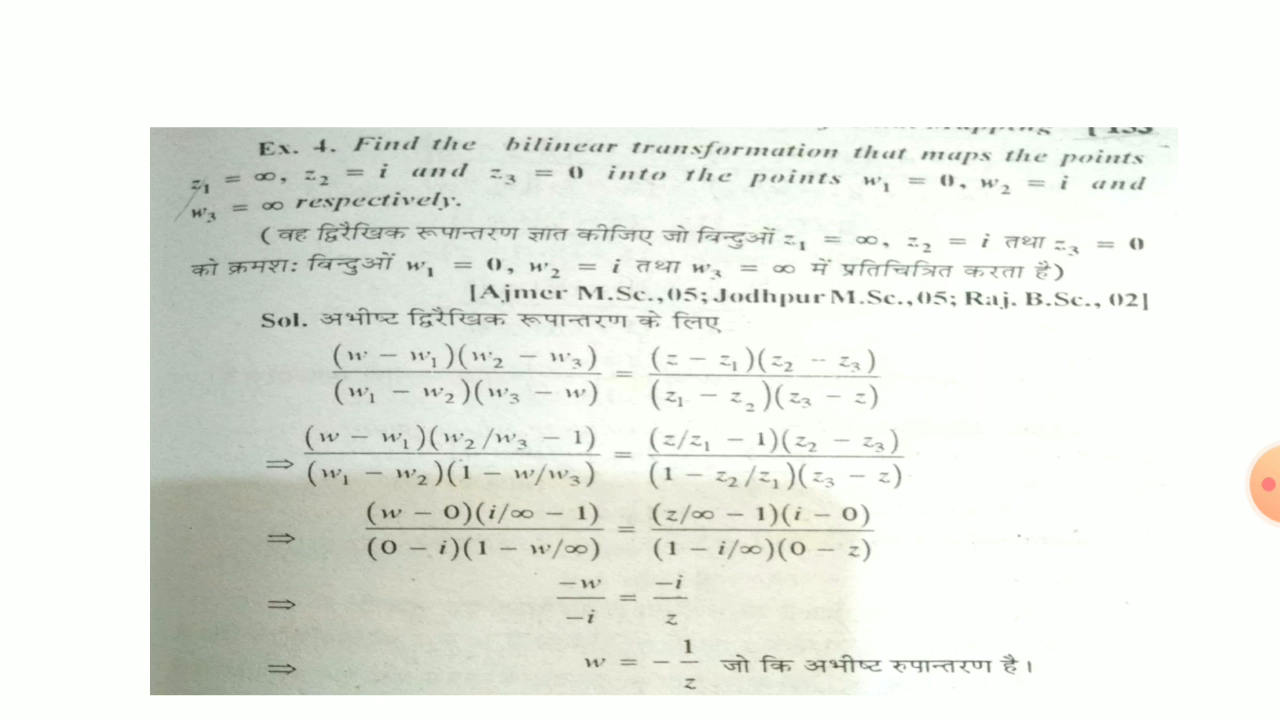 [ 133
Ex. 4. Find the bilinear transformation that maps the points
z₁ = ∞, z₂ = i and z₃ = 0 into the points w₁ = 0, w₂ = i and
w₃ = ∞ respectively.
( वह द्विरैखिक रूपान्तरण ज्ञात कीजिए जो विन्दुओं z₁ = ∞, z₂ = i तथा z₃ = 0
को क्रमशः विन्दुओं w₁ = 0, w₂ = i तथा w₃ = ∞ में प्रतिचित्रित करता है)
[Ajmer M.Sc.,05; Jodhpur M.Sc.,05; Raj. B.Sc., 02]
Sol. अभीष्ट द्विरैखिक रूपान्तरण के लिए
(w − w₁)(w₂ − w₃) / (w₁ − w₂)(w₃ − w) = (z − z₁)(z₂ -- z₃) / (z₁ − z₂)(z₃ − z)
⇒ (w − w₁)(w₂/w₃ − 1) / (w₁ − w₂)(1 − w/w₃) = (z/z₁ − 1)(z₂ − z₃) / (1 − z₂/z₁)(z₃ − z)
⇒ (w − 0)(i/∞ − 1) / (0 − i)(1 − w/∞) = (z/∞ − 1)(i − 0) / (1 − i/∞)(0 − z)
⇒ −w / −i = −i / z
⇒ w = − 1 / z जो कि अभीष्ट रुपान्तरण है।